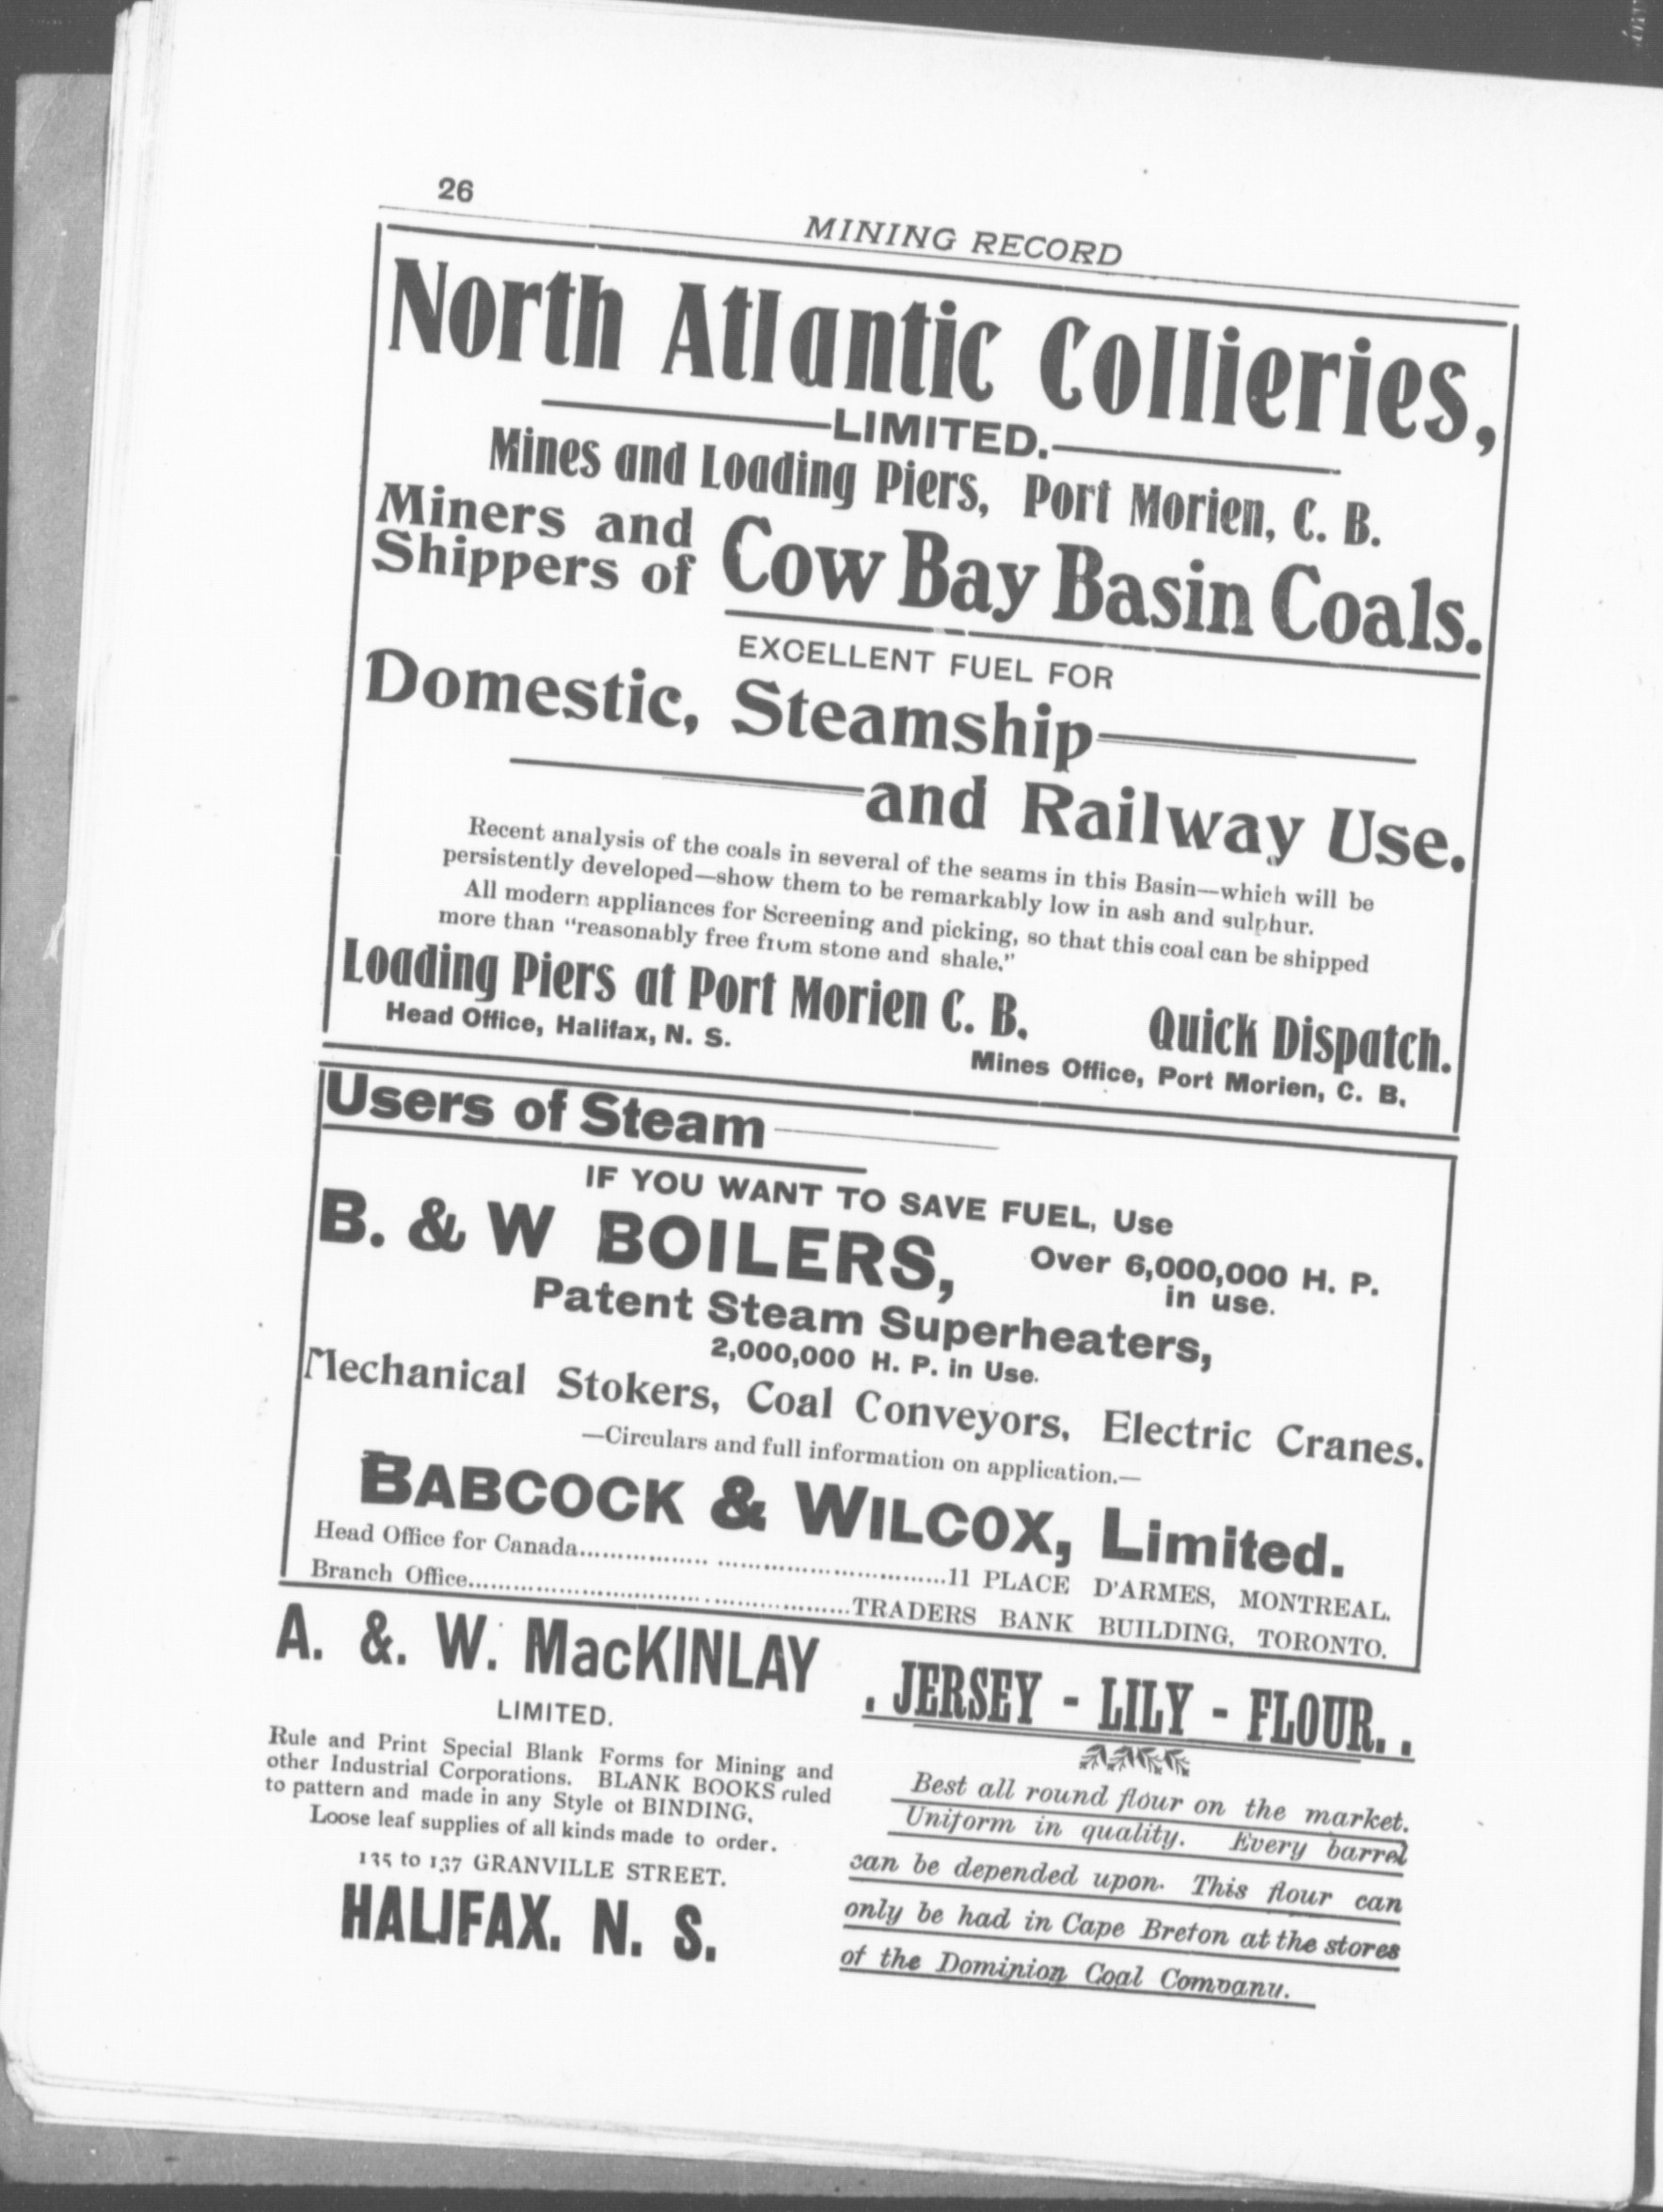 26
MINING RECORD
North Atlantic Collieries,
LIMITED.
Mines and Loading Piers, Port Morien, C. B.
Miners and
Shippers of Cow Bay Basin Coals.
EXCELLENT FUEL FOR
Domestic, Steamship
and Railway Use.
Recent analysis of the coals in several of the seams in this Basin—which will be
persistently developed—show them to be remarkably low in ash and sulphur.
All modern appliances for Screening and picking, so that this coal can be shipped
more than "reasonably free from stone and shale."
Loading Piers at Port Morien C. B. Quick Dispatch.
Head Office, Halifax, N. S. Mines Office, Port Morien, C. B.
Users of Steam
IF YOU WANT TO SAVE FUEL, Use
B. & W BOILERS, Over 6,000,000 H. P.
in use.
Patent Steam Superheaters,
2,000,000 H. P. in Use.
Mechanical Stokers, Coal Conveyors, Electric Cranes.
—Circulars and full information on application.—
BABCOCK & WILCOX, Limited.
Head Office for Canada..............................................11 PLACE D'ARMES, MONTREAL.
Branch Office..................................................TRADERS BANK BUILDING, TORONTO.
A. &. W. MacKINLAY
LIMITED.
Rule and Print Special Blank Forms for Mining and
other Industrial Corporations. BLANK BOOKS ruled
to pattern and made in any Style of BINDING.
Loose leaf supplies of all kinds made to order.
135 to 137 GRANVILLE STREET.
HALIFAX. N. S.
. JERSEY - LILY - FLOUR. .
Best all round flour on the market.
Uniform in quality. Every barrel
can be depended upon. This flour can
only be had in Cape Breton at the stores
of the Dominion Coal Company.